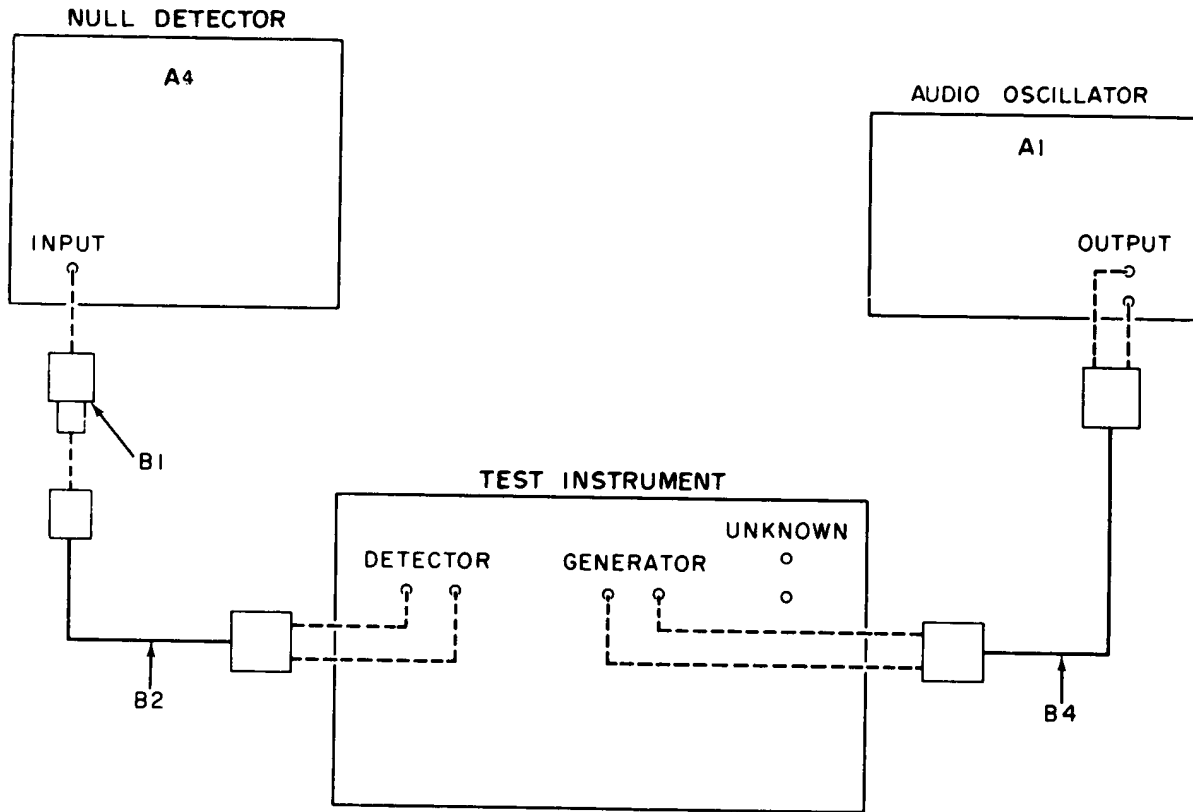 NULL DETECTOR
A4
INPUT
AUDIO OSCILLATOR
A1
OUTPUT
B1
TEST INSTRUMENT
DETECTOR
GENERATOR
UNKNOWN
B2
B4